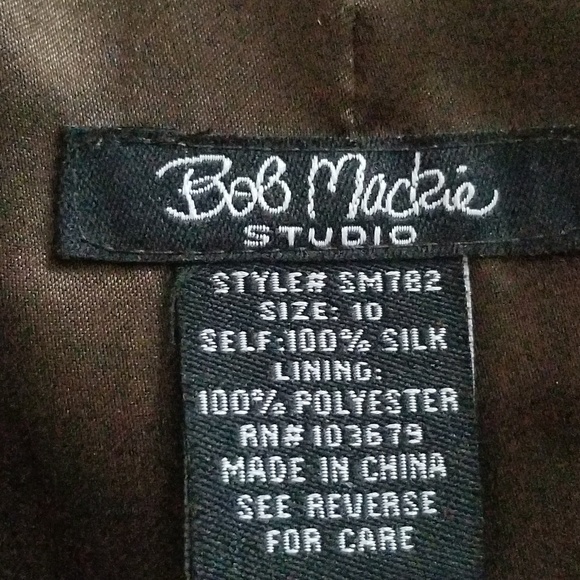 Bob Mackie
STUDIO
STYLE# SM782
SIZE: 10
SELF:100% SILK
LINING:
100% POLYESTER
RN# 103679
MADE IN CHINA
SEE REVERSE
FOR CARE